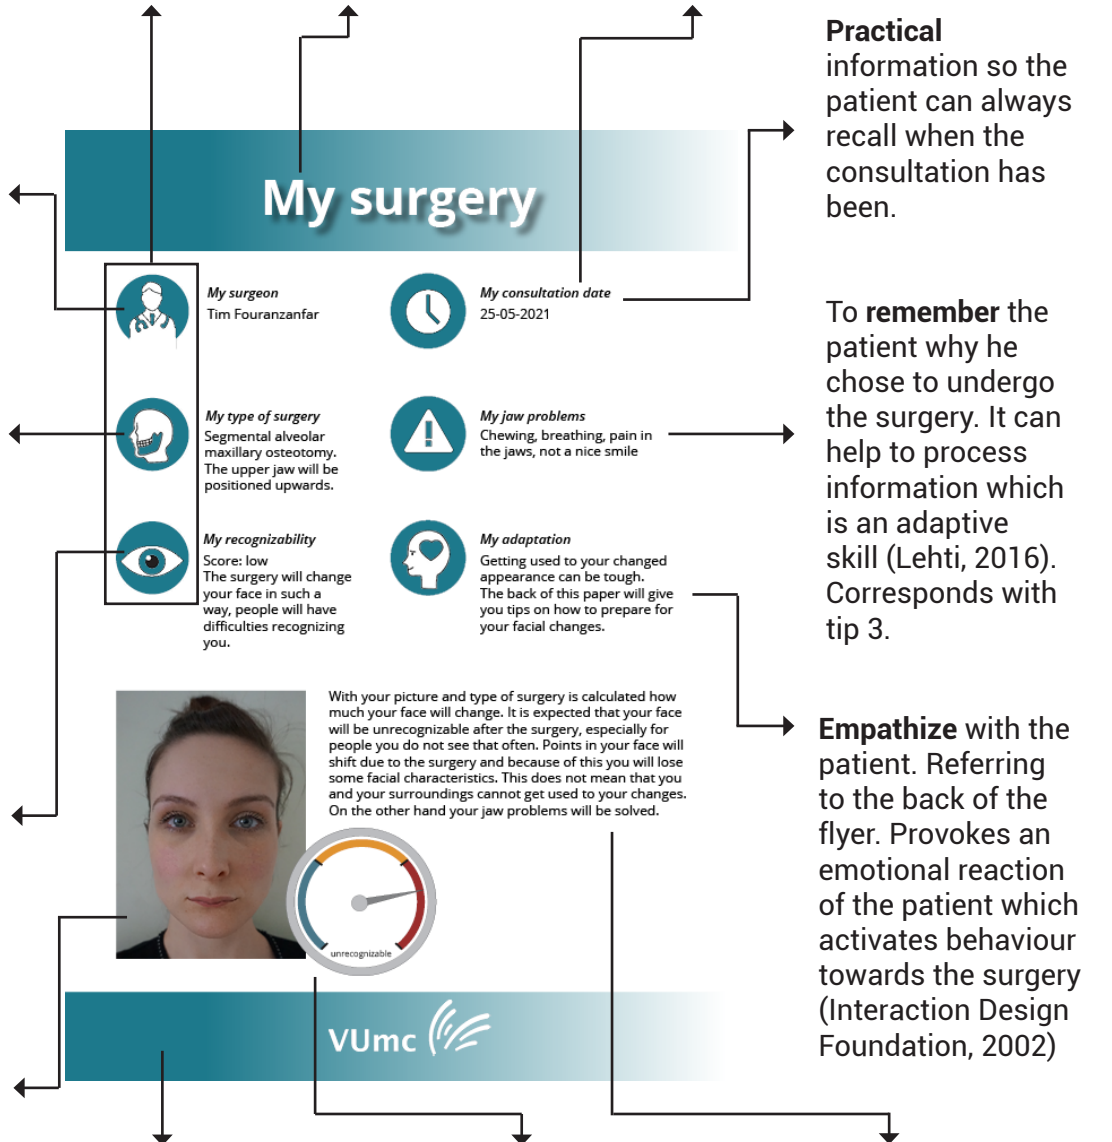 My surgery
My surgeon
Tim Fouranzanfar
My consultation date
25-05-2021
My type of surgery
Segmental alveolar
maxillary osteotomy.
The upper jaw will be
positioned upwards.
My jaw problems
Chewing, breathing, pain in
the jaws, not a nice smile
My recognizability
Score: low
The surgery will change
your face in such a
way, people will have
difficulties recognizing
you.
My adaptation
Getting used to your changed
appearance can be tough.
The back of this paper will give
you tips on how to prepare for
your facial changes.
With your picture and type of surgery is calculated how
much your face will change. It is expected that your face
will be unrecognizable after the surgery, especially for
people you do not see that often. Points in your face will
shift due to the surgery and because of this you will lose
some facial characteristics. This does not mean that you
and your surroundings cannot get used to your changes.
On the other hand your jaw problems will be solved.
unrecognizable
VUmc
Practical
information so the
patient can always
recall when the
consultation has
been.
To remember the
patient why he
chose to undergo
the surgery. It can
help to process
information which
is an adaptive
skill (Lehti, 2016).
Corresponds with
tip 3.
Empathize with the
patient. Referring
to the back of the
flyer. Provokes an
emotional reaction
of the patient which
activates behaviour
towards the surgery
(Interaction Design
Foundation, 2002)